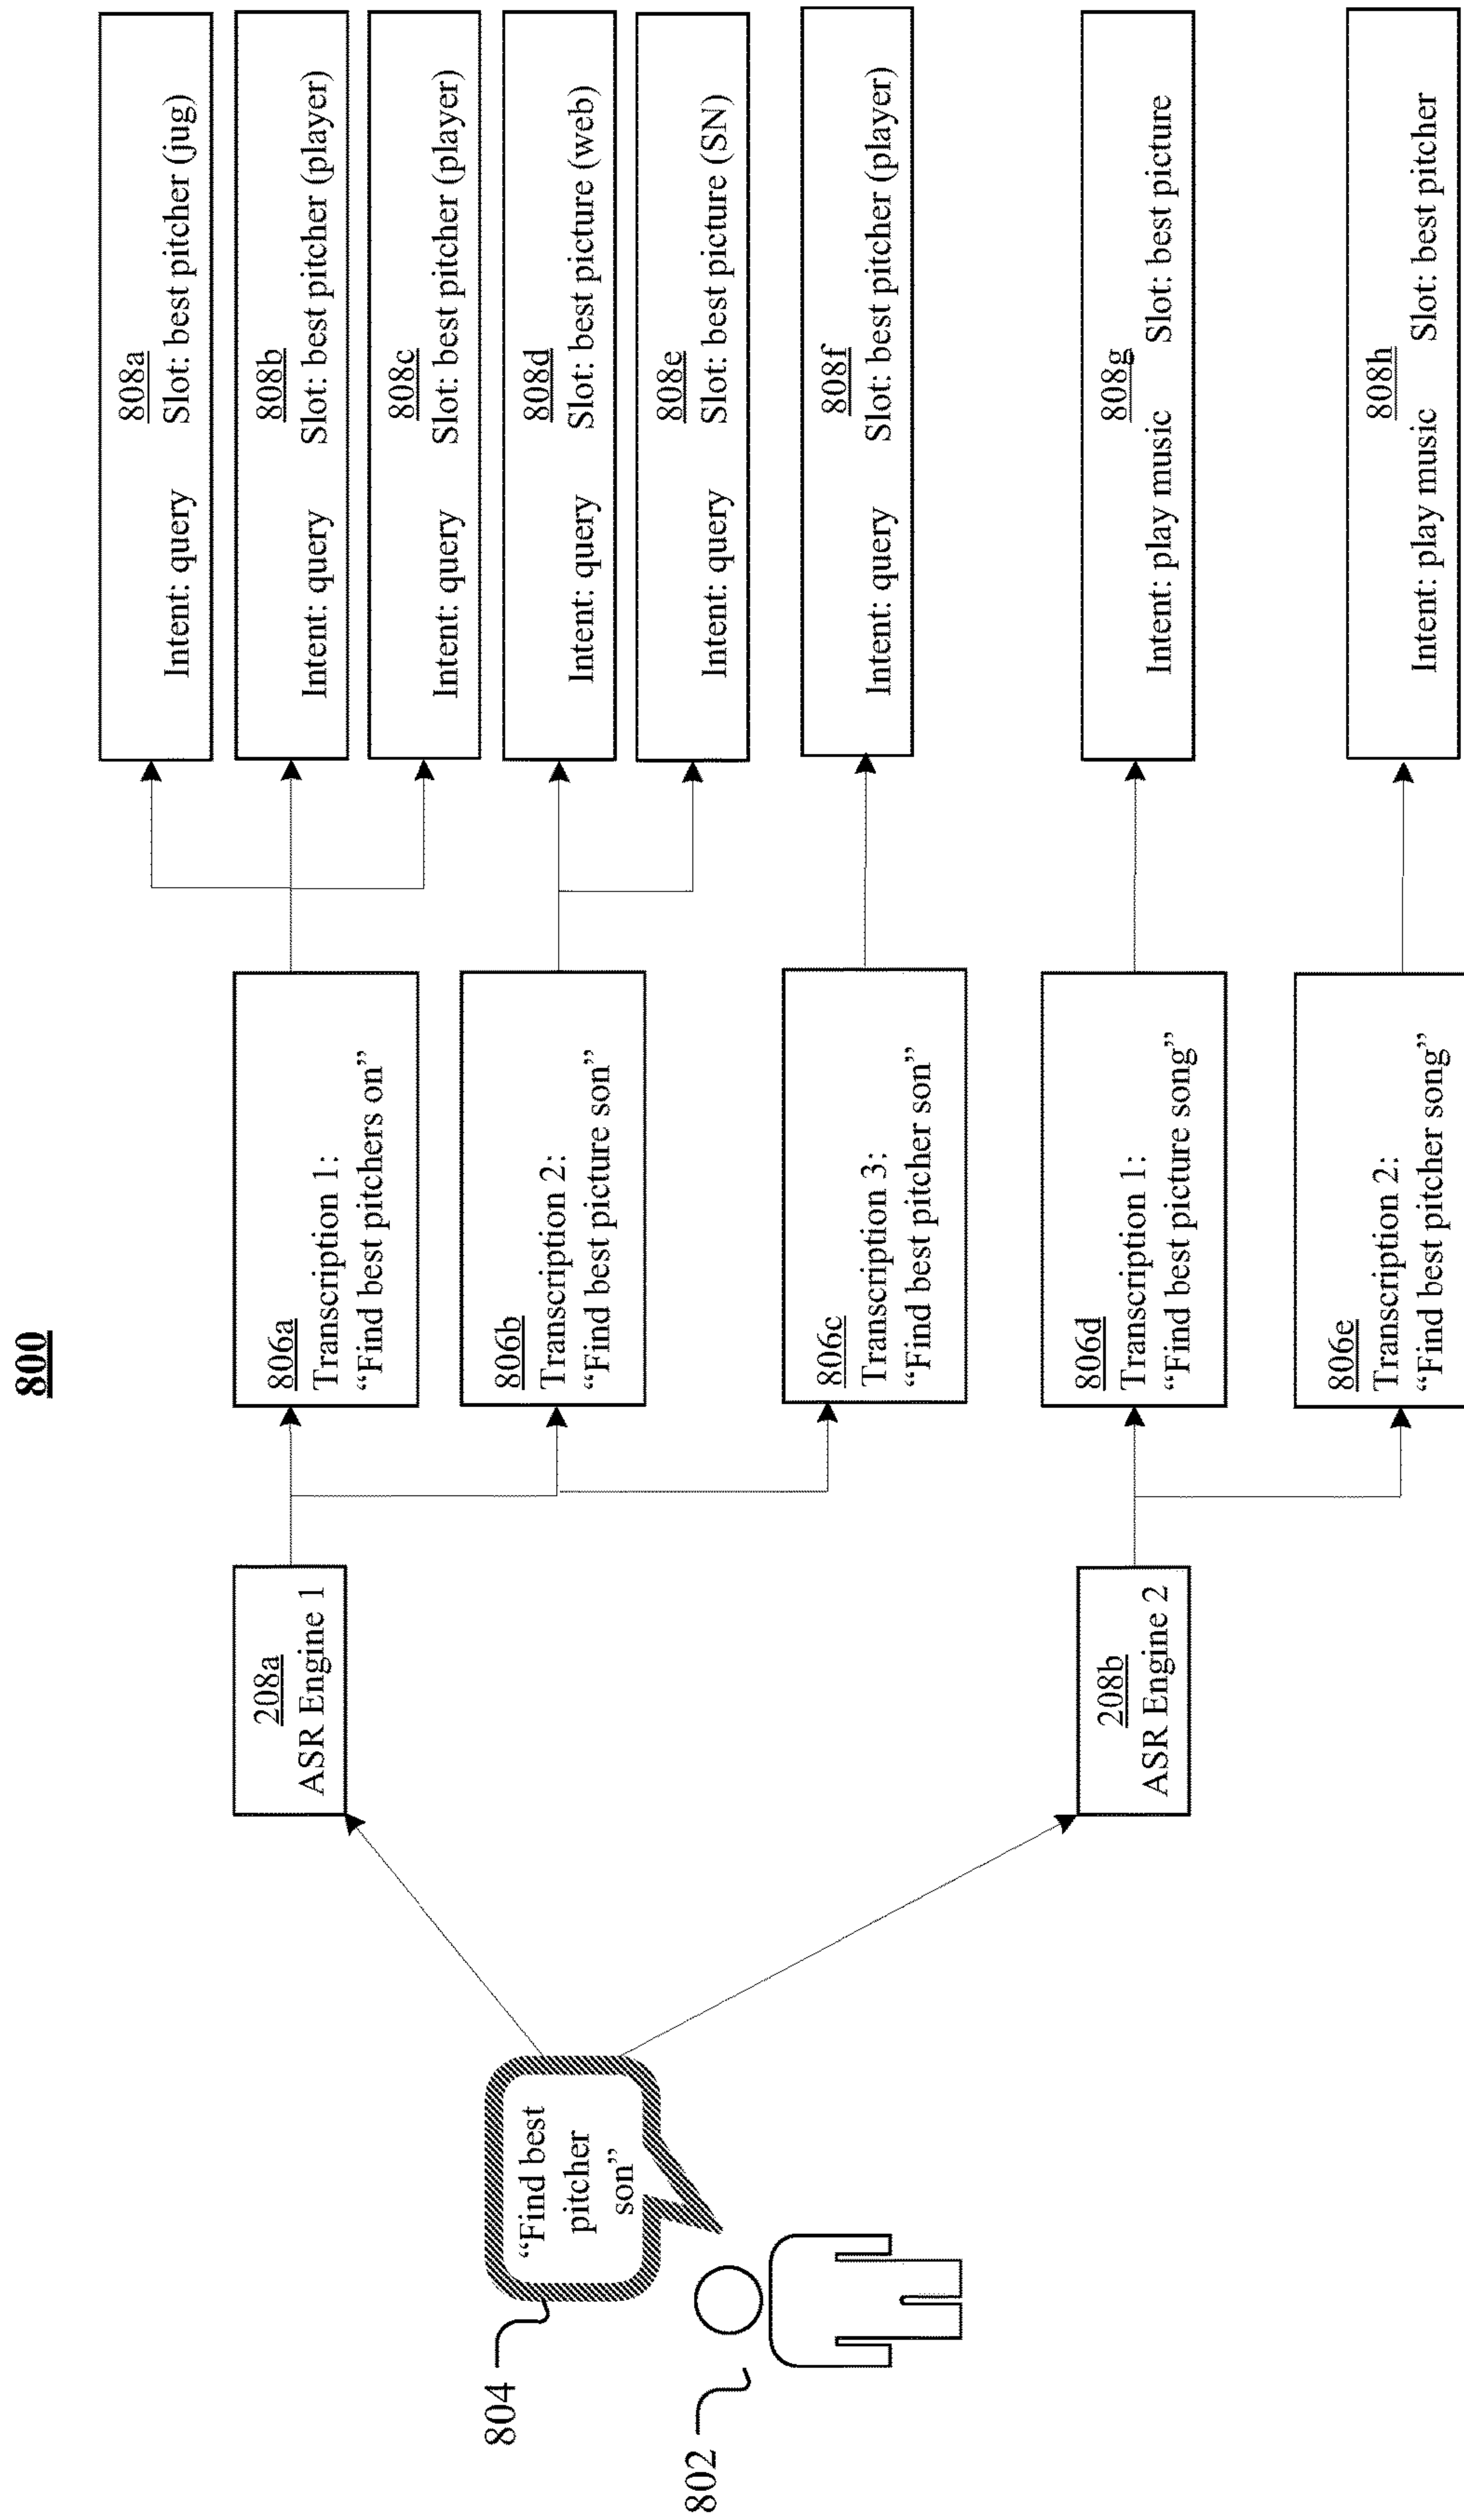 800
804
802
“Find best
pitcher
son”
208a
ASR Engine 1
208b
ASR Engine 2
806a
Transcription 1:
“Find best pitchers on”
806b
Transcription 2:
“Find best picture son”
806c
Transcription 3:
“Find best pitcher son”
806d
Transcription 1:
“Find best picture song”
806e
Transcription 2:
“Find best pitcher song”
808a
Intent: query Slot: best pitcher (jug)
808b
Intent: query Slot: best pitcher (player)
808c
Intent: query Slot: best pitcher (player)
808d
Intent: query Slot: best picture (web)
808e
Intent: query Slot: best picture (SN)
808f
Intent: query Slot: best pitcher (player)
808g
Intent: play music Slot: best picture
808h
Intent: play music Slot: best pitcher